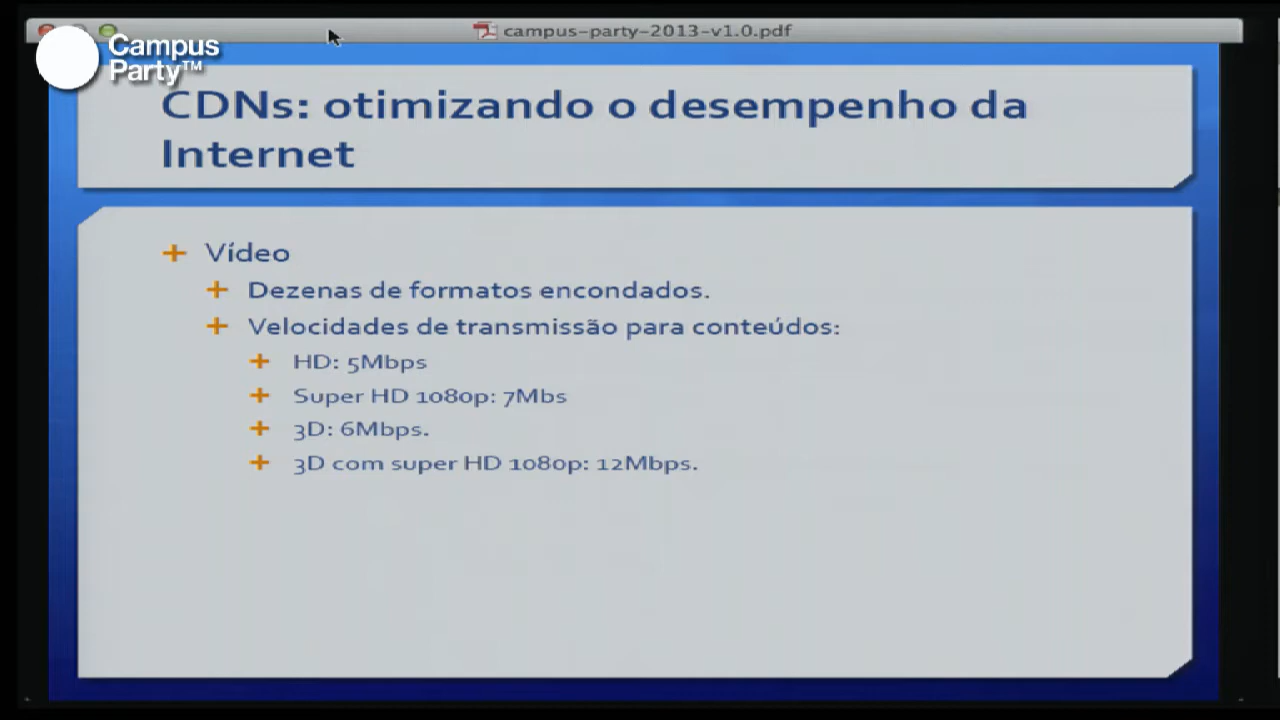 campus-party-2013-v1.0.pdf
Campus
Party™
CDNs: otimizando o desempenho da
Internet
Vídeo
Dezenas de formatos encondados.
Velocidades de transmissão para conteúdos:
HD: 5Mbps
Super HD 1080p: 7Mbs
3D: 6Mbps.
3D com super HD 1080p: 12Mbps.